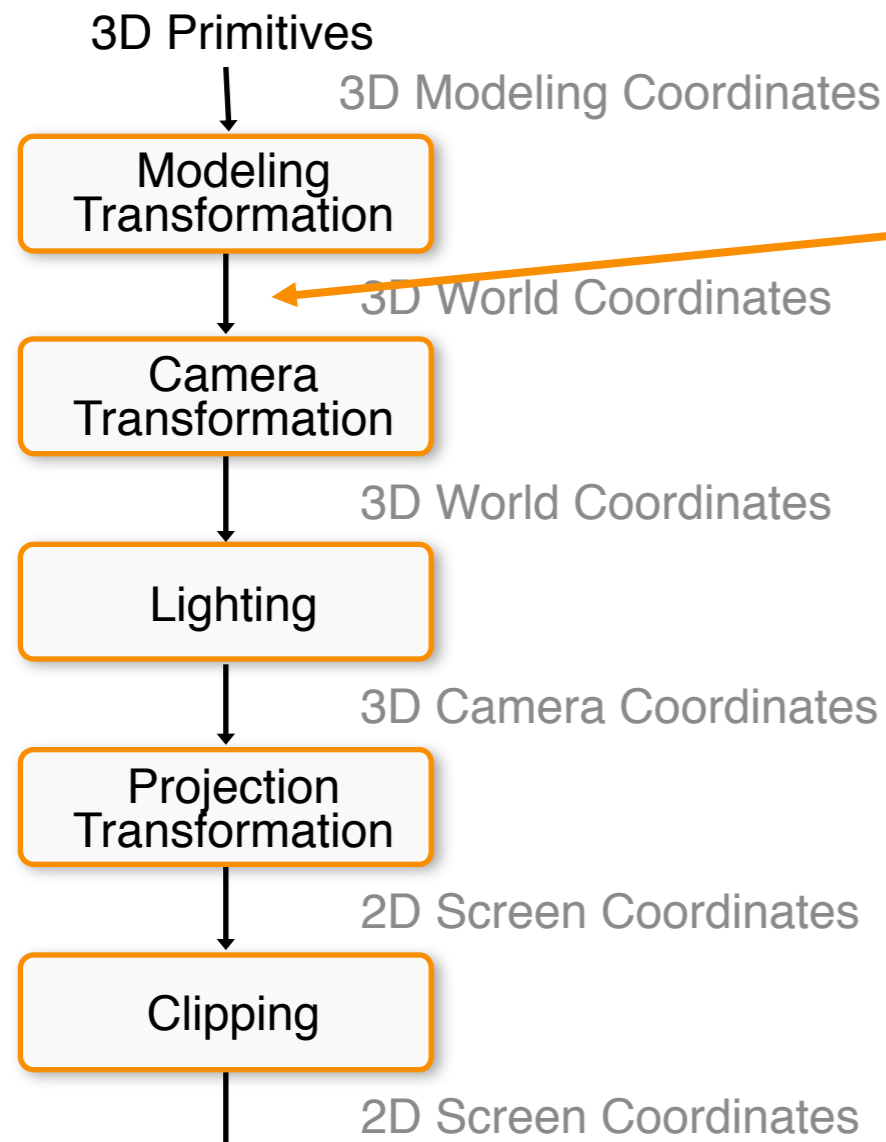 3D Primitives
3D Modeling Coordinates
Modeling
Transformation
3D World Coordinates
Camera
Transformation
3D World Coordinates
Lighting
3D Camera Coordinates
Projection
Transformation
2D Screen Coordinates
Clipping
2D Screen Coordinates